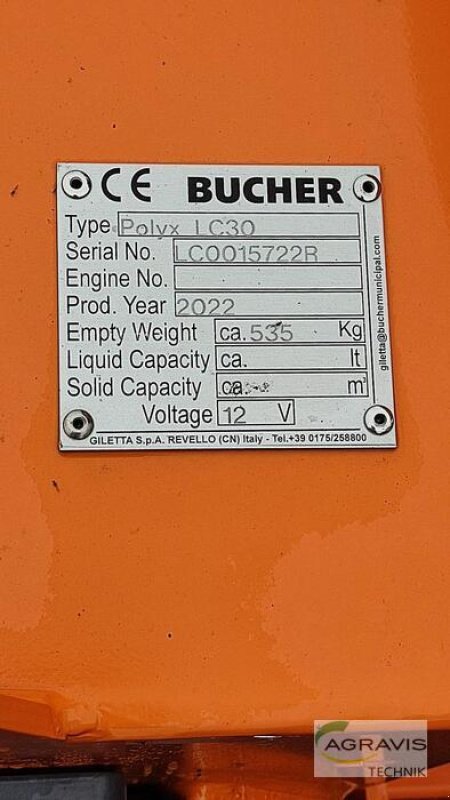 CE BUCHER
Type Polyx LC30
Serial No. LC0015722R
Engine No.
Prod. Year 2022
Empty Weight ca. 535 Kg
Liquid Capacity ca. lt
Solid Capacity ca. m³
Voltage 12 V
GILETTA S.p.A. REVELLO (CN) Italy - Tel.+39 0175/258800
giletta@buchermunicipal.com
AGRAVIS
TECHNIK